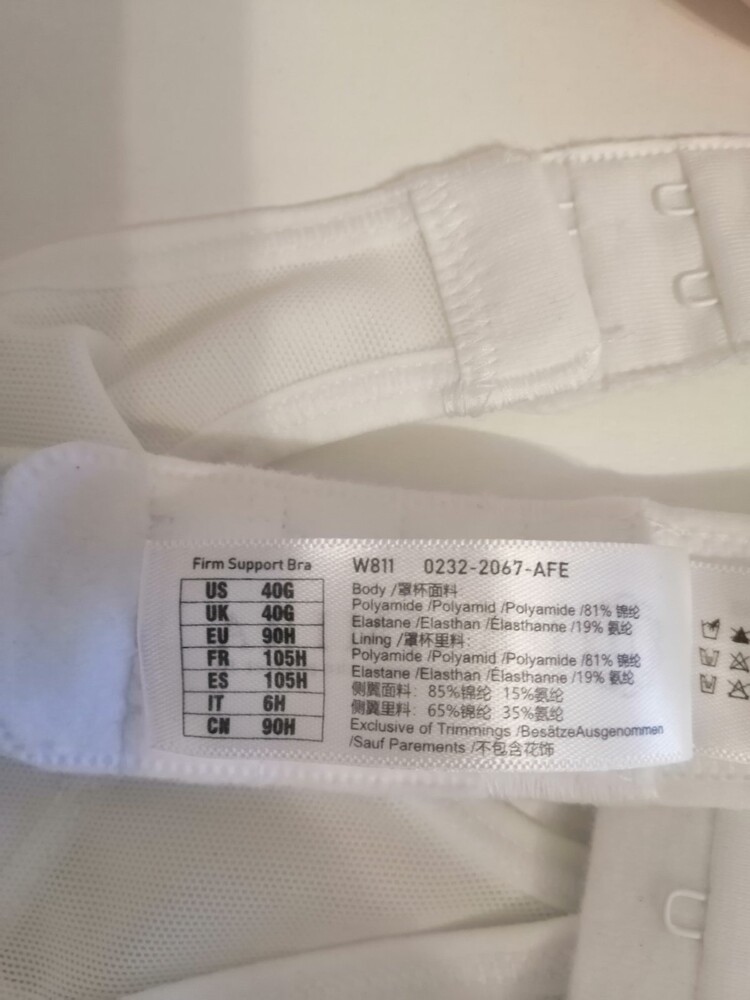 Firm Support Bra
US 40G
UK 40G
EU 90H
FR 105H
ES 105H
IT 6H
CN 90H
W811 0232-2067-AFE
Body /罩杯面料:
Polyamide /Polyamid /Polyamide /81% 锦纶
Elastane /Elasthan /Élasthanne /19% 氨纶
Lining /罩杯里料:
Polyamide /Polyamid /Polyamide /81% 锦纶
Elastane /Elasthan /Élasthanne /19% 氨纶
侧翼面料: 85%锦纶 15%氨纶
侧翼里料: 65%锦纶 35%氨纶
Exclusive of Trimmings /BesätzeAusgenommen
/Sauf Parements /不包含花饰